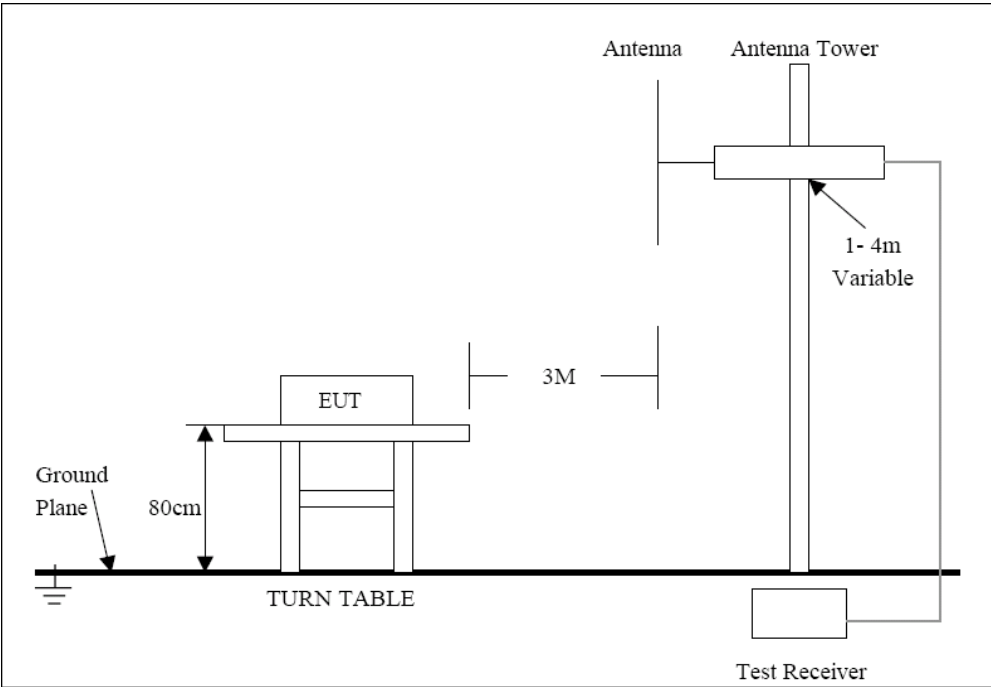 Antenna
Antenna Tower
1- 4m
Variable
3M
EUT
Ground
Plane
80cm
TURN TABLE
Test Receiver